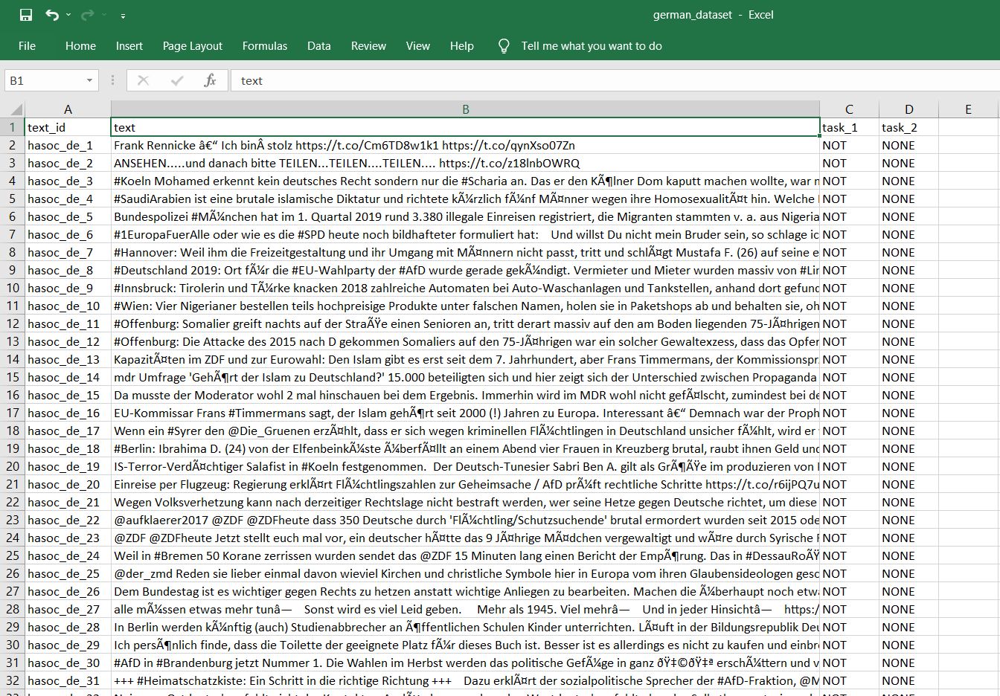 german_dataset - Excel
File Home Insert Page Layout Formulas Data Review View Help Tell me what you want to do
B1 fx text
A B C D E
1 text_id text task_1 task_2
2 hasoc_de_1 Frank Rennicke â€“ Ich binÂ stolz https://t.co/Cm6TD8w1k1 https://t.co/qynXso07Zn NOT NONE
3 hasoc_de_2 ANSEHEN.....und danach bitte TEILEN...TEILEN....TEILEN.... https://t.co/z18lnbOWRQ NOT NONE
4 hasoc_de_3 #Koeln Mohamed erkennt kein deutsches Recht sondern nur die #Scharia an. Das er den KÃ¶lner Dom kaputt machen wollte, war NOT NONE
5 hasoc_de_4 #SaudiArabien ist eine brutale islamische Diktatur und richtete kÃ¼rzlich fÃ¼nf MÃ¤nner wegen ihre HomosexualitÃ¤t hin. Welche NOT NONE
6 hasoc_de_5 Bundespolizei #MÃ¼nchen hat im 1. Quartal 2019 rund 3.380 illegale Einreisen registriert, die Migranten stammten v. a. aus Nigeria NOT NONE
7 hasoc_de_6 #1EuropaFuerAlle oder wie es die #SPD heute noch bildhafteter formuliert hat: Und willst Du nicht mein Bruder sein, so schlage ic NOT NONE
8 hasoc_de_7 #Hannover: Weil ihm die Freizeitgestaltung und ihr Umgang mit MÃ¤nnern nicht passt, tritt und schlÃ¤gt Mustafa F. (26) auf seine e NOT NONE
9 hasoc_de_8 #Deutschland 2019: Ort fÃ¼r die #EU-Wahlparty der #AfD wurde gerade gekÃ¼ndigt. Vermieter und Mieter wurden massiv von #Lin NOT NONE
10 hasoc_de_9 #Innsbruck: Tirolerin und TÃ¼rke knacken 2018 zahlreiche Automaten bei Auto-Waschanlagen und Tankstellen, anhand dort gefund NOT NONE
11 hasoc_de_10 #Wien: Vier Nigerianer bestellen teils hochpreisige Produkte unter falschen Namen, holen sie in Paketshops ab und behalten sie, oh NOT NONE
12 hasoc_de_11 #Offenburg: Somalier greift nachts auf der StraÃŸe einen Senioren an, tritt derart massiv auf den am Boden liegenden 75-JÃ¤hrigen NOT NONE
13 hasoc_de_12 #Offenburg: Die Attacke des 2015 nach D gekommen Somaliers auf den 75-JÃ¤hrigen war ein solcher Gewaltexzess, dass das Opfer NOT NONE
14 hasoc_de_13 KapazitÃ¤ten im ZDF und zur Eurowahl: Den Islam gibt es erst seit dem 7. Jahrhundert, aber Frans Timmermans, der Kommissionspr NOT NONE
15 hasoc_de_14 mdr Umfrage 'GehÃ¶rt der Islam zu Deutschland?' 15.000 beteiligten sich und hier zeigt sich der Unterschied zwischen Propaganda NOT NONE
16 hasoc_de_15 Da musste der Moderator wohl 2 mal hinschauen bei dem Ergebnis. Immerhin wird im MDR wohl nicht gefÃ¤lscht, zumindest bei de NOT NONE
17 hasoc_de_16 EU-Kommissar Frans #Timmermans sagt, der Islam gehÃ¶rt seit 2000 (!) Jahren zu Europa. Interessant â€“ Demnach war der Proph NOT NONE
18 hasoc_de_17 Wenn ein #Syrer den @Die_Gruenen erzÃ¤hlt, dass er sich wegen kriminellen FlÃ¼chtlingen in Deutschland unsicher fÃ¼hlt, wird er NOT NONE
19 hasoc_de_18 #Berlin: Ibrahima D. (24) von der ElfenbeinkÃ¼ste Ã¼berfÃ¤llt an einem Abend vier Frauen in Kreuzberg brutal, raubt ihnen Geld und NOT NONE
20 hasoc_de_19 IS-Terror-VerdÃ¤chtiger Salafist in #Koeln festgenommen. Der Deutsch-Tunesier Sabri Ben A. gilt als GrÃ¶ÃŸe im produzieren von NOT NONE
21 hasoc_de_20 Einreise per Flugzeug: Regierung erklÃ¤rt FlÃ¼chtlingszahlen zur Geheimsache / AfD prÃ¼ft rechtliche Schritte https://t.co/r6ijPQ7u NOT NONE
22 hasoc_de_21 Wegen Volksverhetzung kann nach derzeitiger Rechtslage nicht bestraft werden, wer seine Hetze gegen Deutsche richtet, um diese NOT NONE
23 hasoc_de_22 @aufklaerer2017 @ZDF @ZDFheute dass 350 Deutsche durch 'FlÃ¼chtling/Schutzsuchende' brutal ermordert wurden seit 2015 ode NOT NONE
24 hasoc_de_23 @ZDF @ZDFheute Jetzt stellt euch mal vor, ein deutscher hÃ¤tte das 9 JÃ¤hrige MÃ¤dchen vergewaltigt und wÃ¤re durch Syrische NOT NONE
25 hasoc_de_24 Weil in #Bremen 50 Korane zerrissen wurden sendet das @ZDF 15 Minuten lang einen Bericht der EmpÃ¶rung. Das in #DessauRoÃŸ NOT NONE
26 hasoc_de_25 @der_zmd Reden sie lieber einmal davon wieviel Kirchen und christliche Symbole hier in Europa vom ihren Glaubensideologen gesc NOT NONE
27 hasoc_de_26 Dem Bundestag ist es wichtiger gegen Rechts zu hetzen anstatt wichtige Anliegen zu bearbeiten. Machen die Ã¼berhaupt noch etwa NOT NONE
28 hasoc_de_27 alle mÃ¼ssen etwas mehr tunâ— Sonst wird es viel Leid geben. Mehr als 1945. Viel mehrâ— Und in jeder Hinsichtâ— https:/ NOT NONE
29 hasoc_de_28 In Berlin werden kÃ¼nftig (auch) Studienabbrecher an Ã¶ffentlichen Schulen Kinder unterrichten. LÃ¤uft in der Bildungsrepublik Deu NOT NONE
30 hasoc_de_29 Ich persÃ¶nlich finde, dass die Toilette der geeignete Platz fÃ¼r dieses Buch ist. Besser ist es allerdings es nicht zu kaufen und einbre NOT NONE
31 hasoc_de_30 #AfD in #Brandenburg jetzt Nummer 1. Die Wahlen im Herbst werden das politische GefÃ¼ge in ganz ðŸ‡©ðŸ‡ª erschÃ¼ttern und v NOT NONE
32 hasoc_de_31 +++ #Heimatschatzkiste: Ein Schritt in die richtige Richtung +++ Dazu erklÃ¤rt der sozialpolitische Sprecher der #AfD-Fraktion, @M NOT NONE